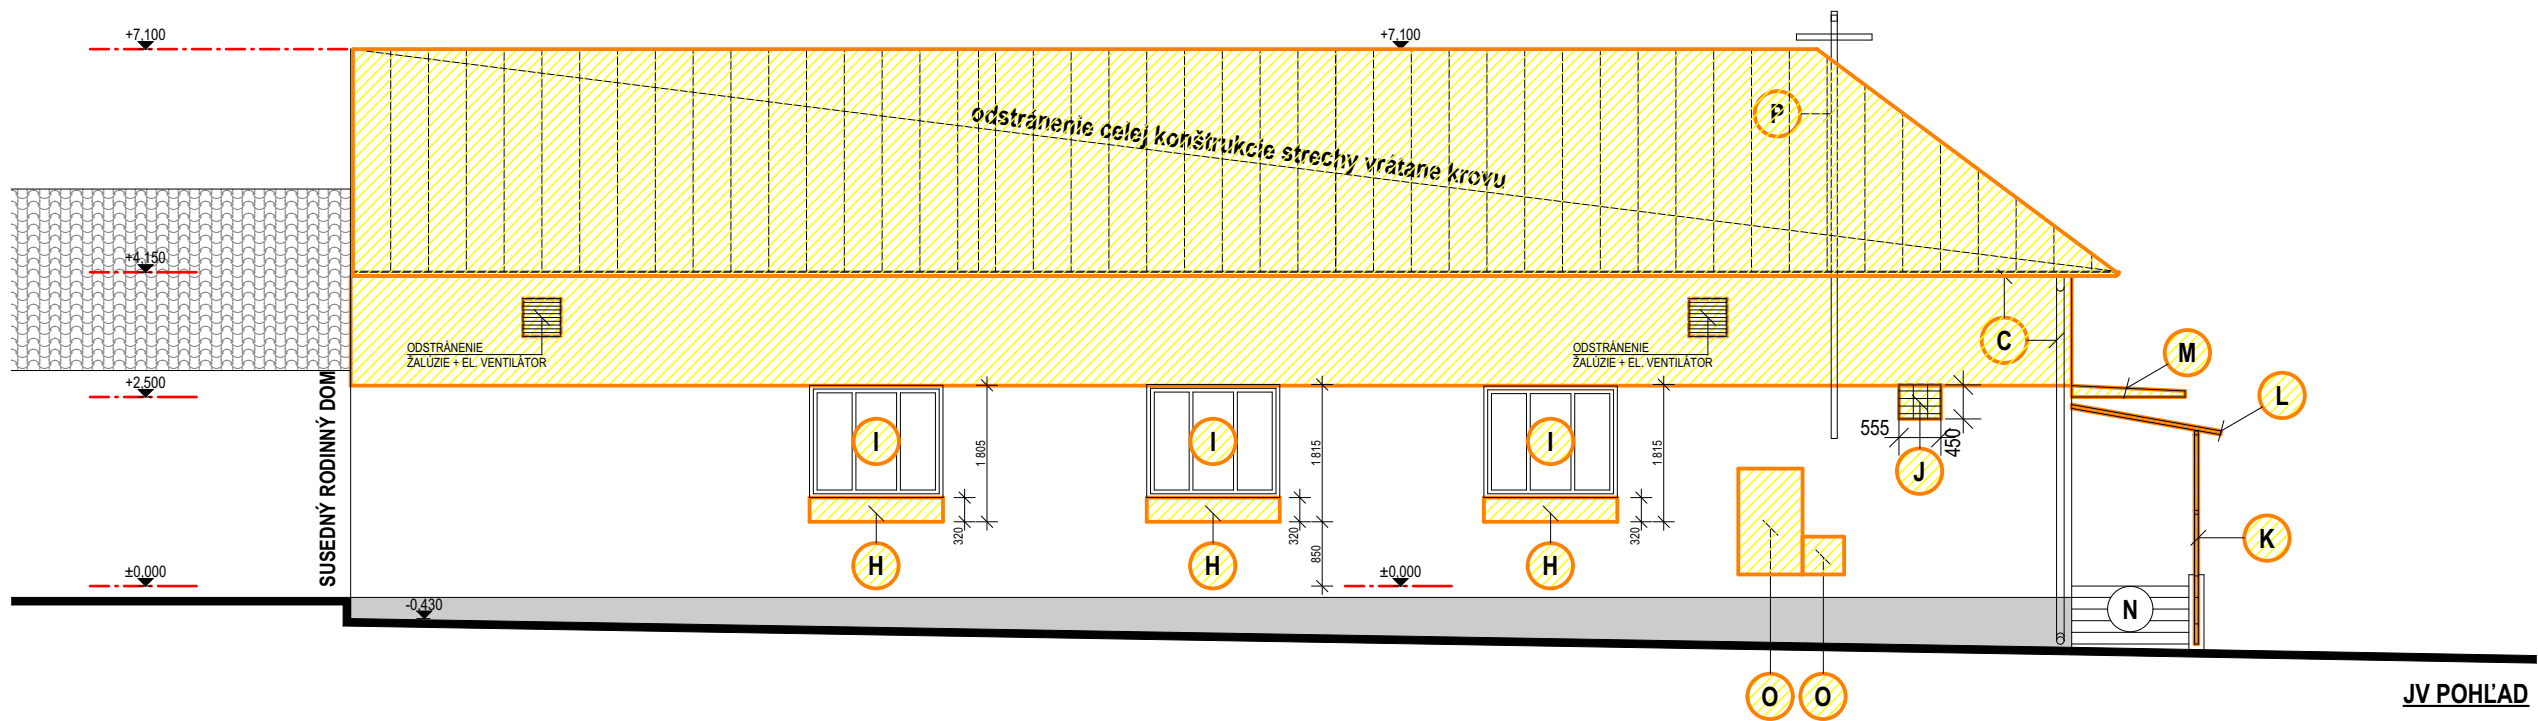 +7,100
+7,100
P
odstránenie celej konštrukcie strechy vrátane krovu
+4,150
ODSTRÁNENIE
ŽALÚZIE + EL. VENTILÁTOR
ODSTRÁNENIE
ŽALÚZIE + EL. VENTILÁTOR
C
M
+2,500
L
SUSEDNÝ RODINNÝ DOM
I
1 805
I
1 815
I
1 815
555
450
J
320
320
850
320
H
H
H
K
±0,000
±0,000
-0,430
N
O
O
JV POHĽAD